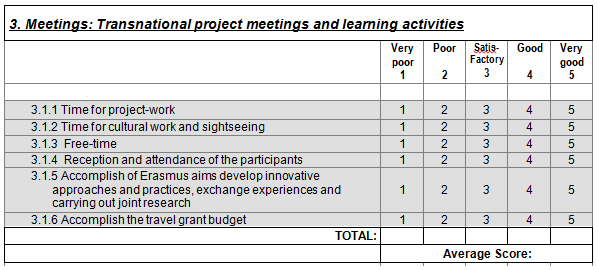 3. Meetings: Transnational project meetings and learning activities
Very poor 1 Poor 2 Satis-Factory 3 Good 4 Very good 5
3.1.1 Time for project-work 1 2 3 4 5
3.1.2 Time for cultural work and sightseeing 1 2 3 4 5
3.1.3 Free-time 1 2 3 4 5
3.1.4 Reception and attendance of the participants 1 2 3 4 5
3.1.5 Accomplish of Erasmus aims develop innovative
approaches and practices, exchange experiences and 1 2 3 4 5
carrying out joint research
3.1.6 Accomplish the travel grant budget 1 2 3 4 5
TOTAL:
Average Score: